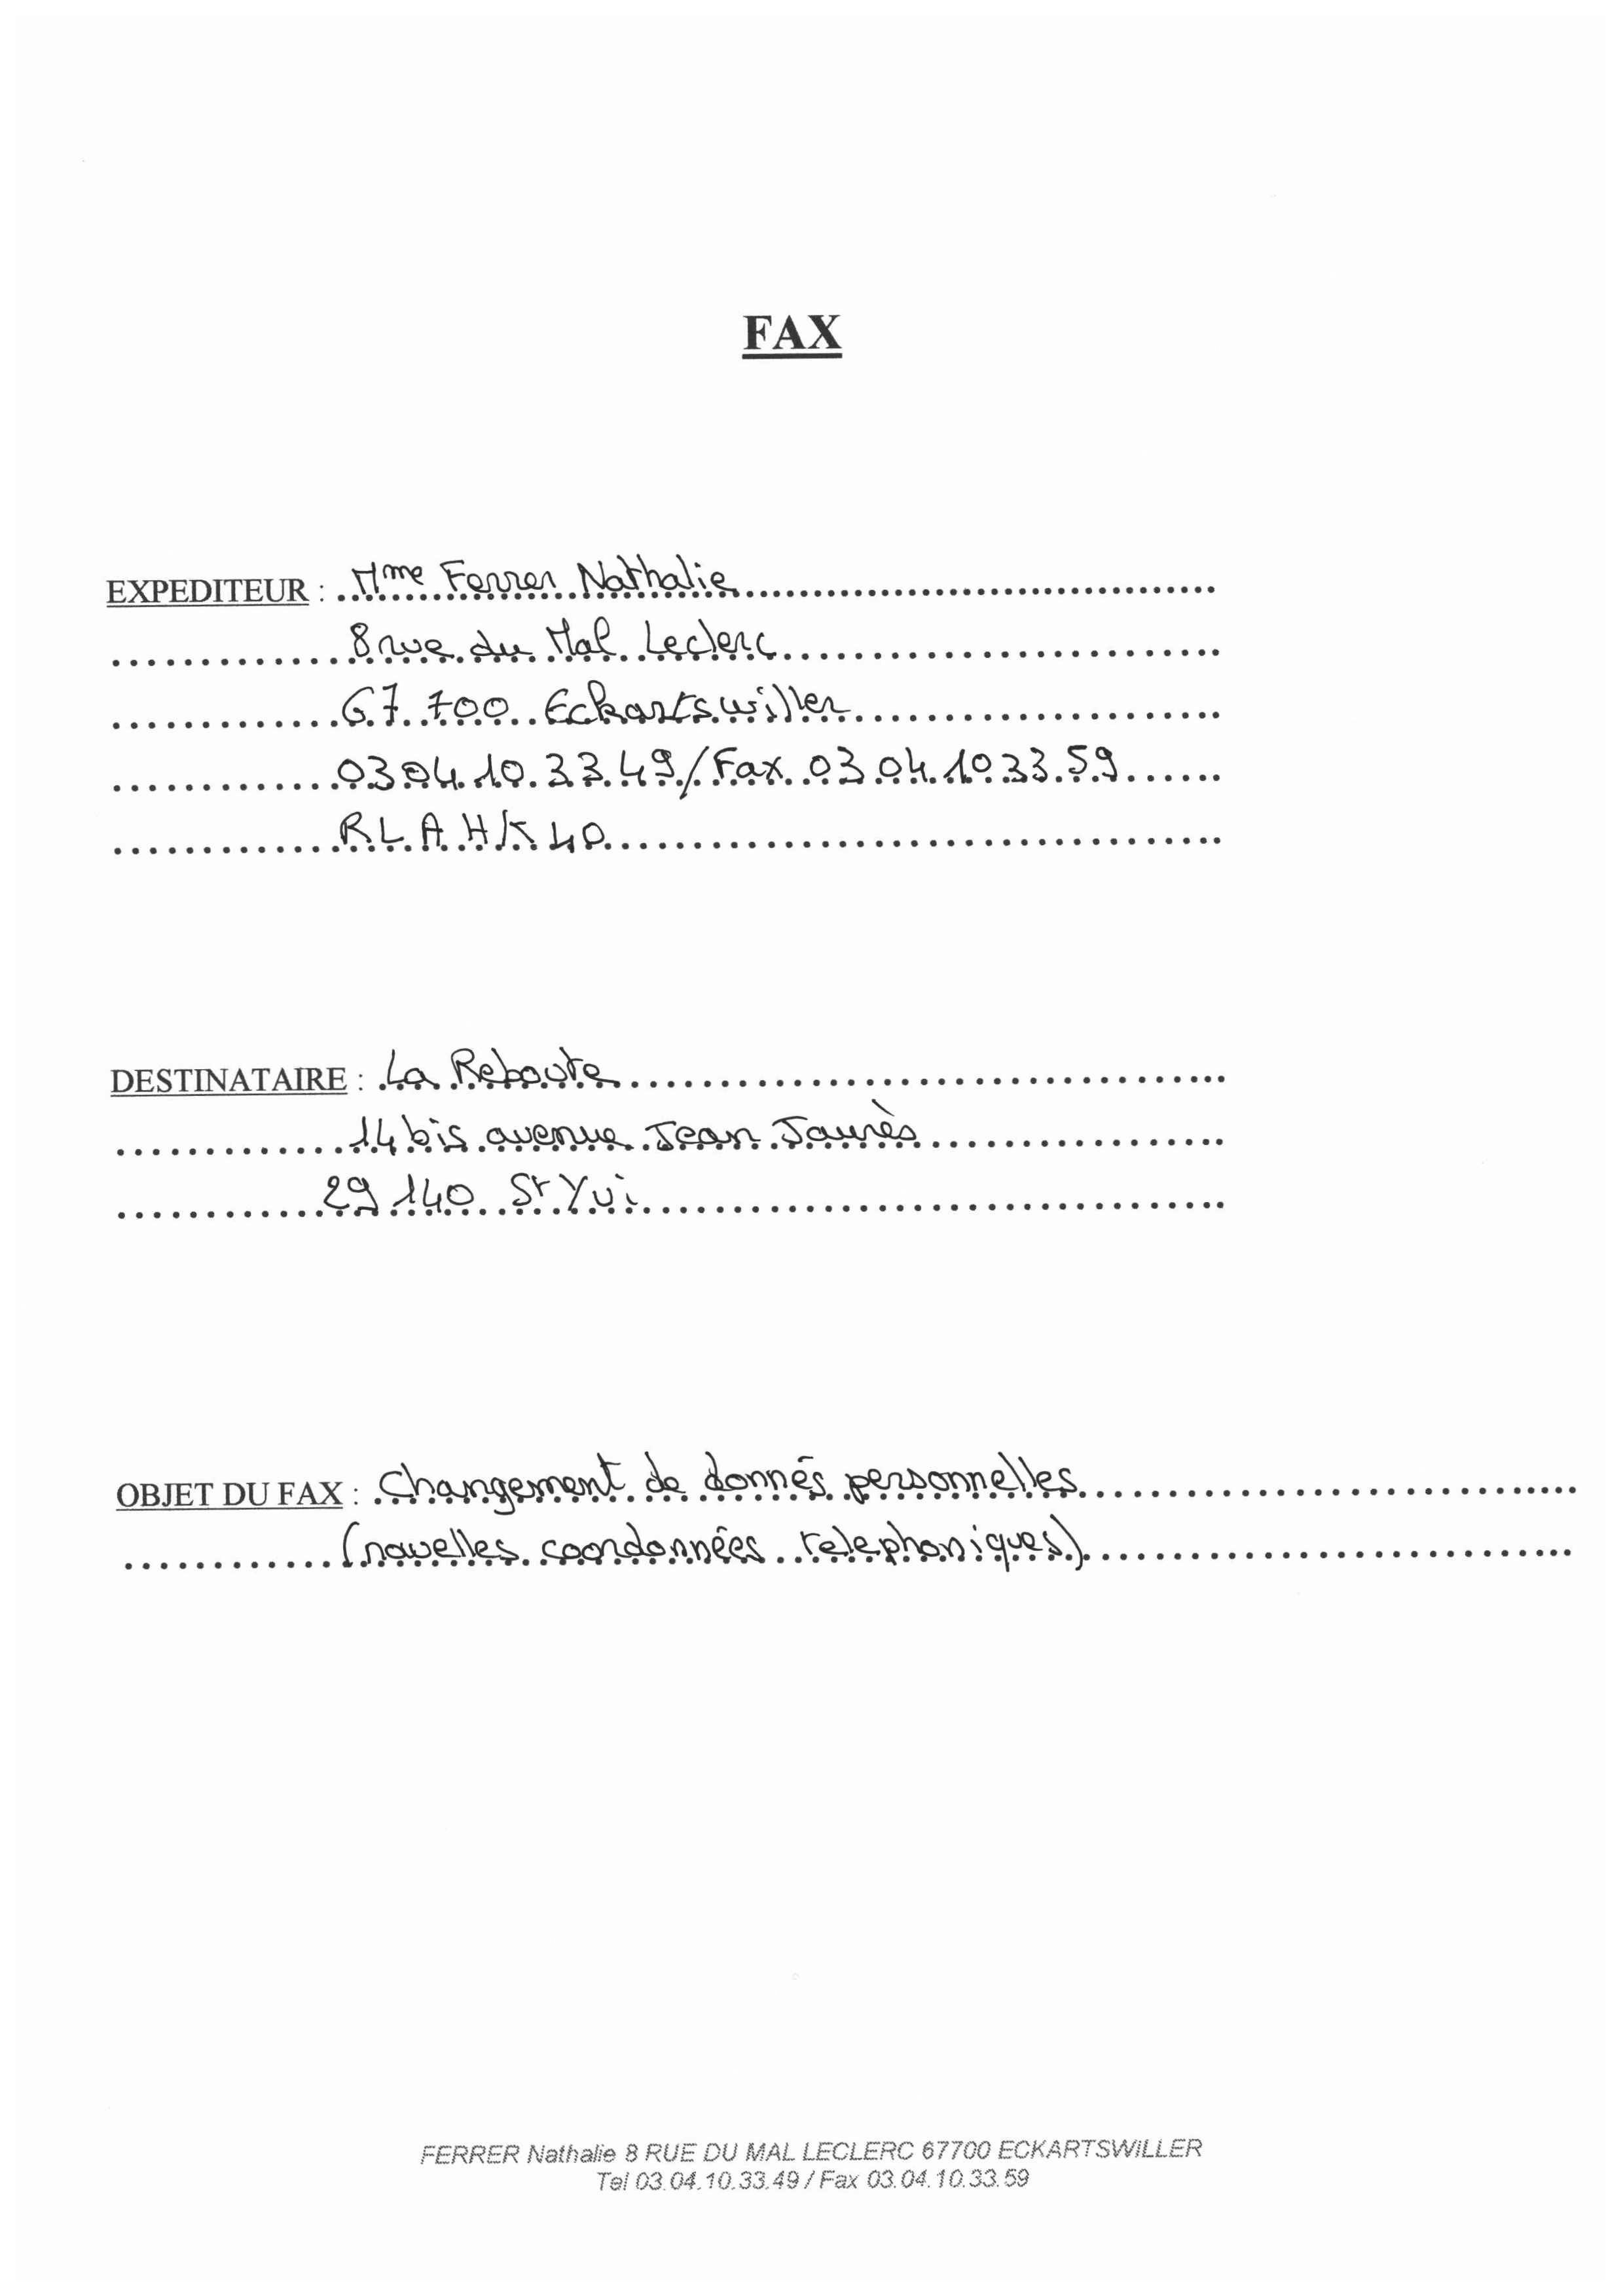 FAX
EXPEDITEUR : Mme Ferrer Nathalie
8 rue du Mal Leclerc
67 700 Eckartswiller
03 04 10 33 49 / Fax 03 04 10 33 59
RLAHK40
DESTINATAIRE : La Reboute
14 bis avenue Jean Jaurès
29 140 St Yvi
OBJET DU FAX : Changement de donnés personnelles
(nouvelles coordonnées telephoniques)
FERRER Nathalie 8 RUE DU MAL LECLERC 67700 ECKARTSWILLER
Tel 03.04.10.33.49 / Fax 03.04.10.33.59